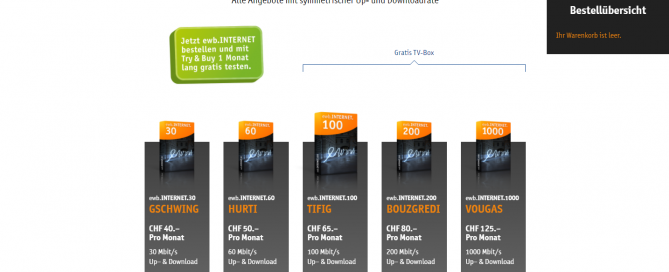 Alle Angebote mit symmetrischer Up- und Downloadrate
Bestellübersicht
Ihr Warenkorb ist leer.
Jetzt ewb.INTERNET
bestellen und mit
Try & Buy 1 Monat
lang gratis testen.
Gratis TV-Box
ewb.INTERNET.
30
60
100
200
1000
ewb.INTERNET.30
GSCHWING
CHF 40.–
Pro Monat
30 Mbit/s
Up- & Download
ewb.INTERNET.60
HURTI
CHF 50.–
Pro Monat
60 Mbit/s
Up- & Download
ewb.INTERNET.100
TIFIG
CHF 65.–
Pro Monat
100 Mbit/s
Up- & Download
ewb.INTERNET.200
BOUZGREDI
CHF 80.–
Pro Monat
200 Mbit/s
Up- & Download
ewb.INTERNET.1000
VOUGAS
CHF 125.–
Pro Monat
1000 Mbit/s
Up- & Download